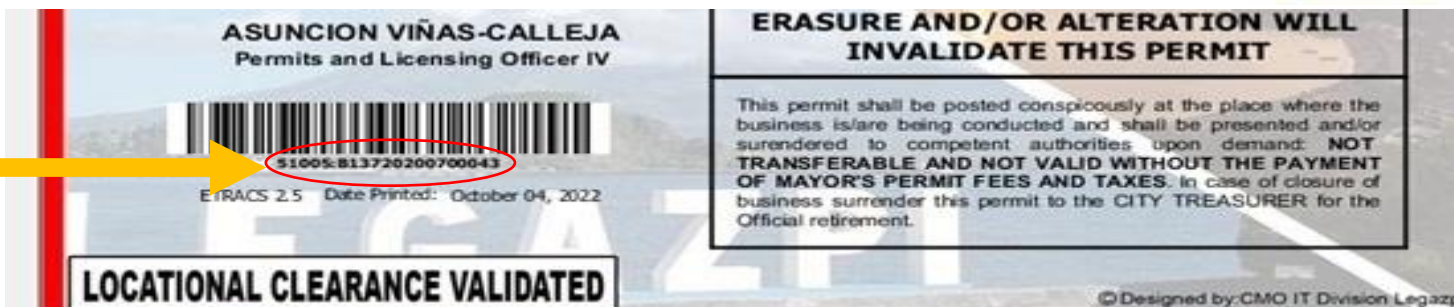 ASUNCION VIÑAS-CALLEJA
Permits and Licensing Officer IV
51005:B13720200700043
ETRACS 2.5 Date Printed: October 04, 2022
LEGAZPI
LOCATIONAL CLEARANCE VALIDATED
ERASURE AND/OR ALTERATION WILL
INVALIDATE THIS PERMIT
This permit shall be posted conspicously at the place where the
business is/are being conducted and shall be presented and/or
surendered to competent authorities upon demand: NOT
TRANSFERABLE AND NOT VALID WITHOUT THE PAYMENT
OF MAYOR'S PERMIT FEES AND TAXES. In case of closure of
business surrender this permit to the CITY TREASURER for the
Official retirement.
©Designed by:CMO IT Division Legaz